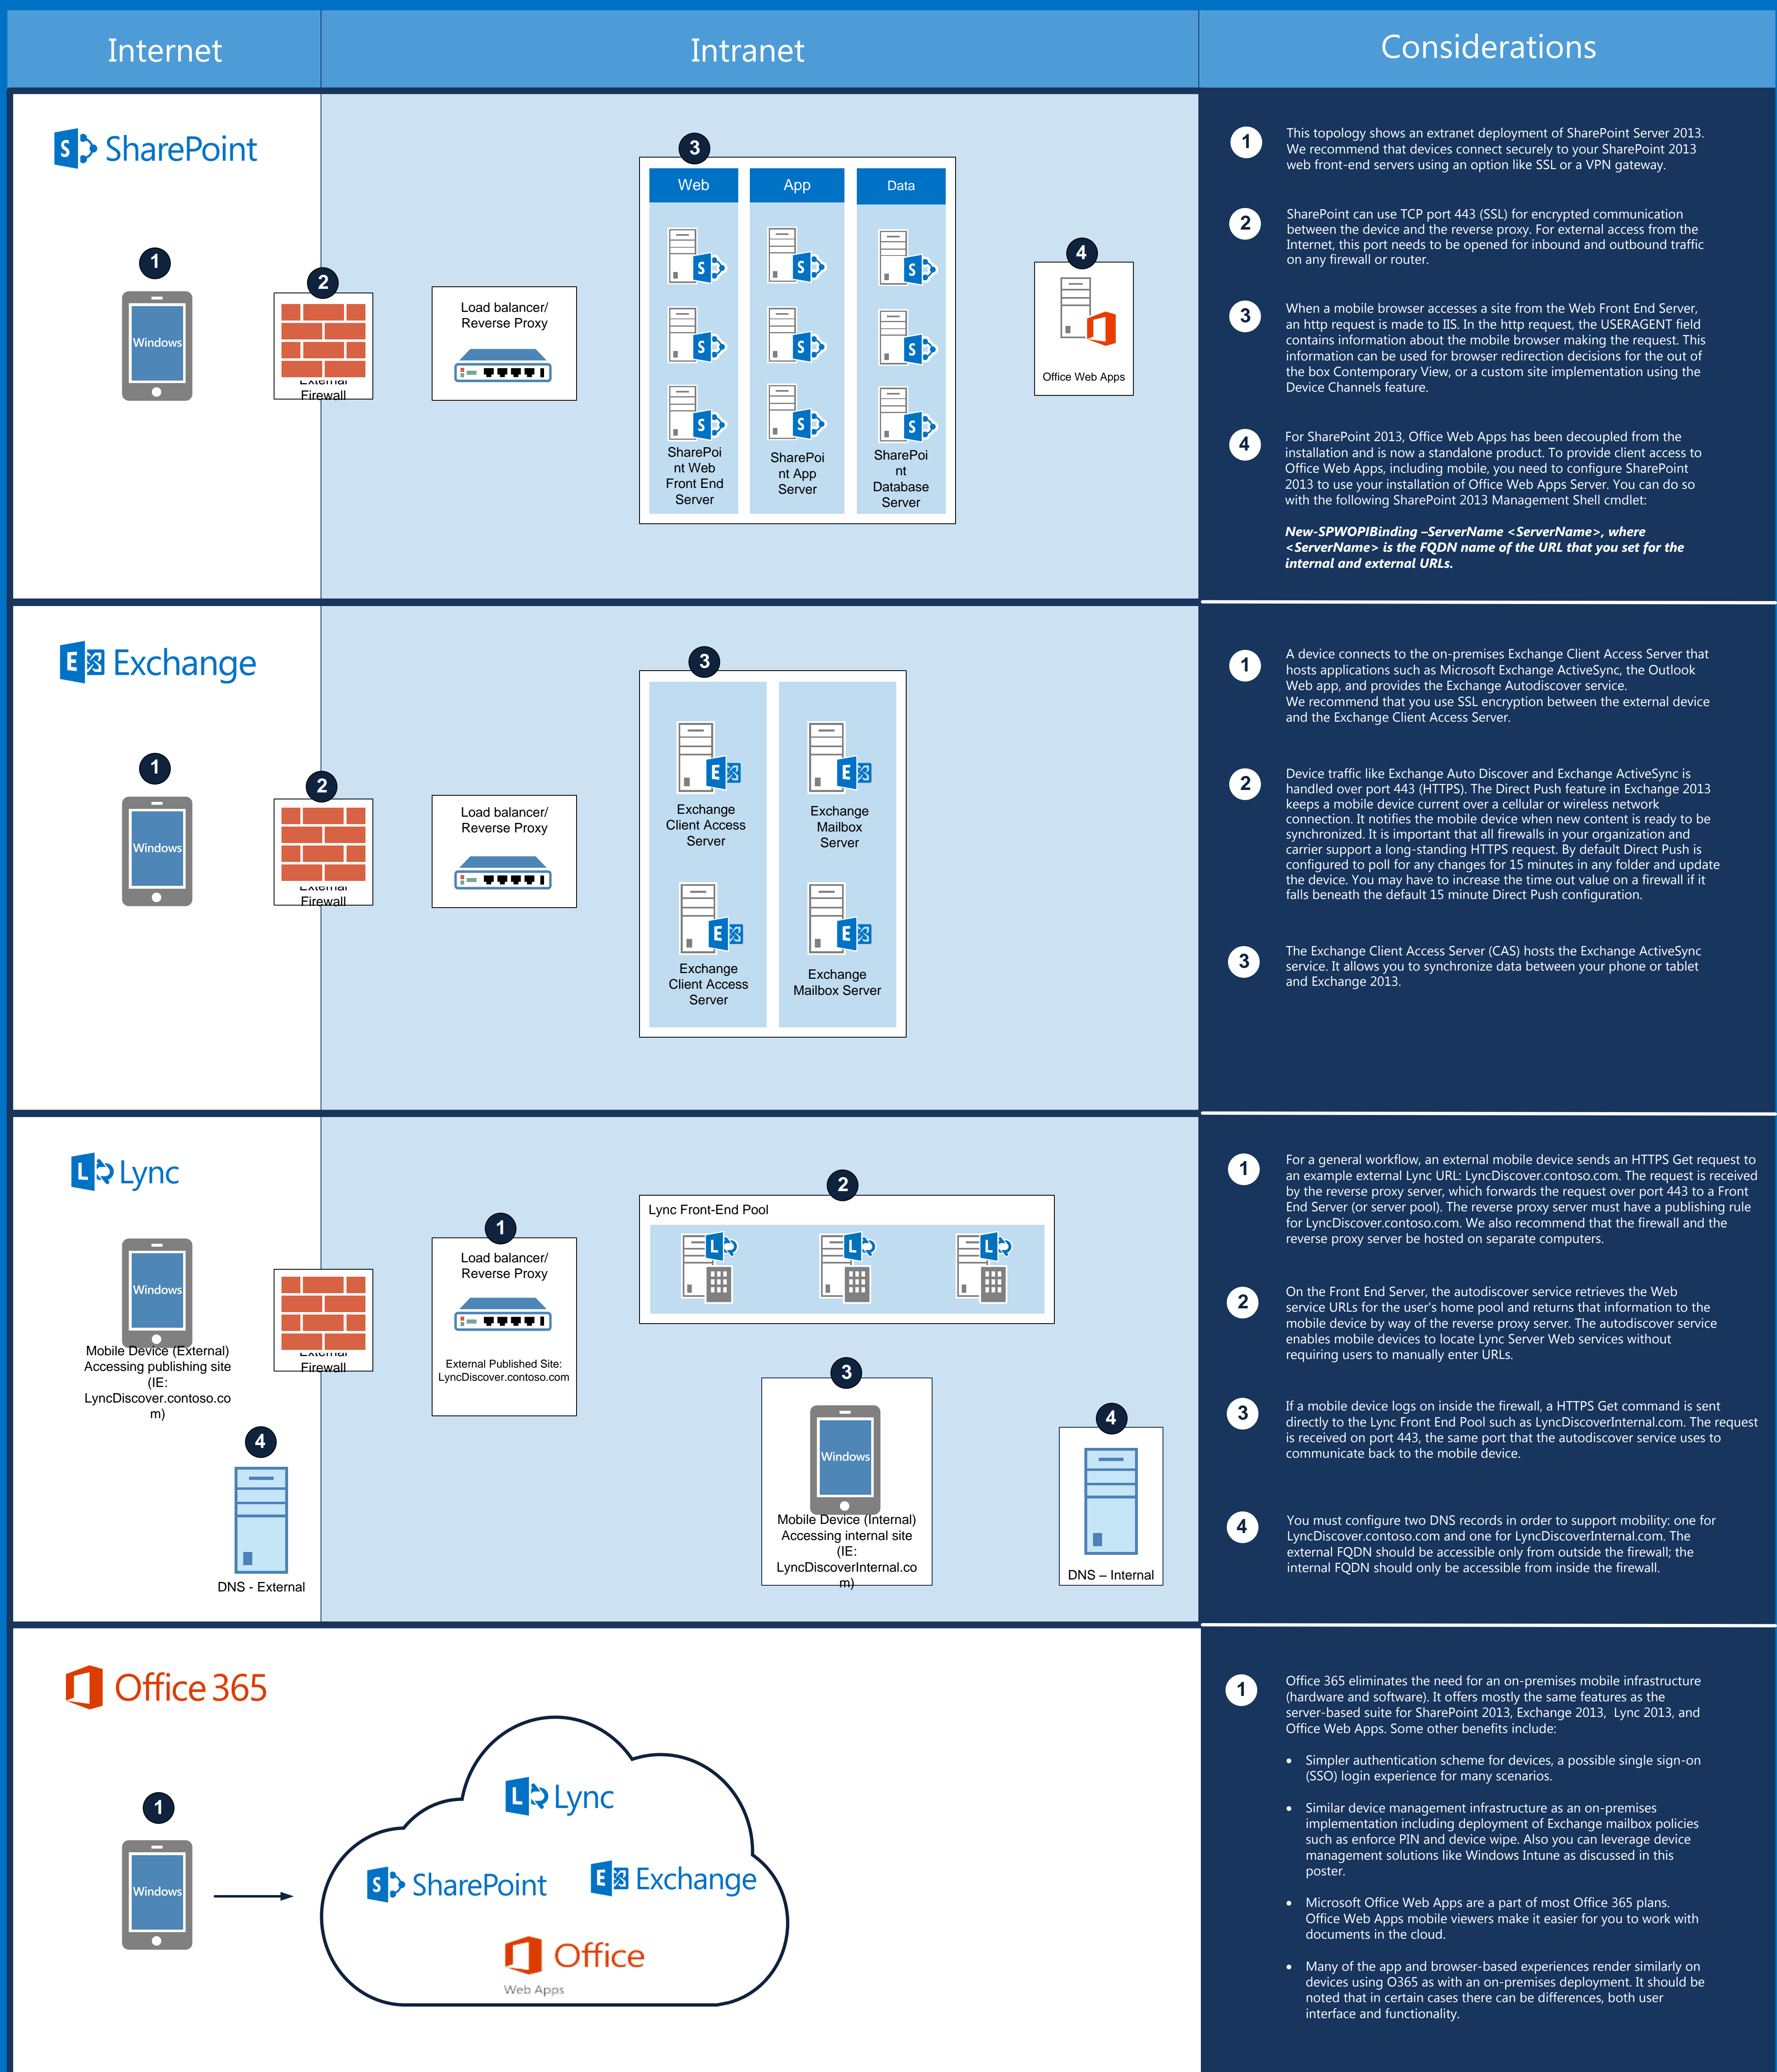 Internet
Intranet
Considerations
SharePoint
1
Windows
2
External
Firewall
Load balancer/
Reverse Proxy
3
Web
App
Data
SharePoi
nt Web
Front End
Server
SharePoi
nt App
Server
SharePoi
nt
Database
Server
4
Office Web Apps
1
This topology shows an extranet deployment of SharePoint Server 2013.
We recommend that devices connect securely to your SharePoint 2013
web front-end servers using an option like SSL or a VPN gateway.
2
SharePoint can use TCP port 443 (SSL) for encrypted communication
between the device and the reverse proxy. For external access from the
Internet, this port needs to be opened for inbound and outbound traffic
on any firewall or router.
3
When a mobile browser accesses a site from the Web Front End Server,
an http request is made to IIS. In the http request, the USERAGENT field
contains information about the mobile browser making the request. This
information can be used for browser redirection decisions for the out of
the box Contemporary View, or a custom site implementation using the
Device Channels feature.
4
For SharePoint 2013, Office Web Apps has been decoupled from the
installation and is now a standalone product. To provide client access to
Office Web Apps, including mobile, you need to configure SharePoint
2013 to use your installation of Office Web Apps Server. You can do so
with the following SharePoint 2013 Management Shell cmdlet:
New-SPWOPIBinding –ServerName <ServerName>, where
<ServerName> is the FQDN name of the URL that you set for the
internal and external URLs.
Exchange
1
Windows
2
External
Firewall
Load balancer/
Reverse Proxy
3
Exchange
Client Access
Server
Exchange
Mailbox
Server
Exchange
Client Access
Server
Exchange
Mailbox Server
1
A device connects to the on-premises Exchange Client Access Server that
hosts applications such as Microsoft Exchange ActiveSync, the Outlook
Web app, and provides the Exchange Autodiscover service.
We recommend that you use SSL encryption between the external device
and the Exchange Client Access Server.
2
Device traffic like Exchange Auto Discover and Exchange ActiveSync is
handled over port 443 (HTTPS). The Direct Push feature in Exchange 2013
keeps a mobile device current over a cellular or wireless network
connection. It notifies the mobile device when new content is ready to be
synchronized. It is important that all firewalls in your organization and
carrier support a long-standing HTTPS request. By default Direct Push is
configured to poll for any changes for 15 minutes in any folder and update
the device. You may have to increase the time out value on a firewall if it
falls beneath the default 15 minute Direct Push configuration.
3
The Exchange Client Access Server (CAS) hosts the Exchange ActiveSync
service. It allows you to synchronize data between your phone or tablet
and Exchange 2013.
Lync
Windows
Mobile Device (External)
Accessing publishing site
(IE:
LyncDiscover.contoso.co
m)
External
Firewall
1
Load balancer/
Reverse Proxy
External Published Site:
LyncDiscover.contoso.com
2
Lync Front-End Pool
3
Windows
Mobile Device (Internal)
Accessing internal site
(IE:
LyncDiscoverInternal.co
m)
4
DNS - External
4
DNS – Internal
1
For a general workflow, an external mobile device sends an HTTPS Get request to
an example external Lync URL: LyncDiscover.contoso.com. The request is received
by the reverse proxy server, which forwards the request over port 443 to a Front
End Server (or server pool). The reverse proxy server must have a publishing rule
for LyncDiscover.contoso.com. We also recommend that the firewall and the
reverse proxy server be hosted on separate computers.
2
On the Front End Server, the autodiscover service retrieves the Web
service URLs for the user's home pool and returns that information to the
mobile device by way of the reverse proxy server. The autodiscover service
enables mobile devices to locate Lync Server Web services without
requiring users to manually enter URLs.
3
If a mobile device logs on inside the firewall, a HTTPS Get command is sent
directly to the Lync Front End Pool such as LyncDiscoverInternal.com. The request
is received on port 443, the same port that the autodiscover service uses to
communicate back to the mobile device.
4
You must configure two DNS records in order to support mobility: one for
LyncDiscover.contoso.com and one for LyncDiscoverInternal.com. The
external FQDN should be accessible only from outside the firewall; the
internal FQDN should only be accessible from inside the firewall.
Office 365
1
Windows
Lync
SharePoint
Exchange
Office
Web Apps
1
Office 365 eliminates the need for an on-premises mobile infrastructure
(hardware and software). It offers mostly the same features as the
server-based suite for SharePoint 2013, Exchange 2013, Lync 2013, and
Office Web Apps. Some other benefits include:
• Simpler authentication scheme for devices, a possible single sign-on
(SSO) login experience for many scenarios.
• Similar device management infrastructure as an on-premises
implementation including deployment of Exchange mailbox policies
such as enforce PIN and device wipe. Also you can leverage device
management solutions like Windows Intune as discussed in this
poster.
• Microsoft Office Web Apps are a part of most Office 365 plans.
Office Web Apps mobile viewers make it easier for you to work with
documents in the cloud.
• Many of the app and browser-based experiences render similarly on
devices using O365 as with an on-premises deployment. It should be
noted that in certain cases there can be differences, both user
interface and functionality.